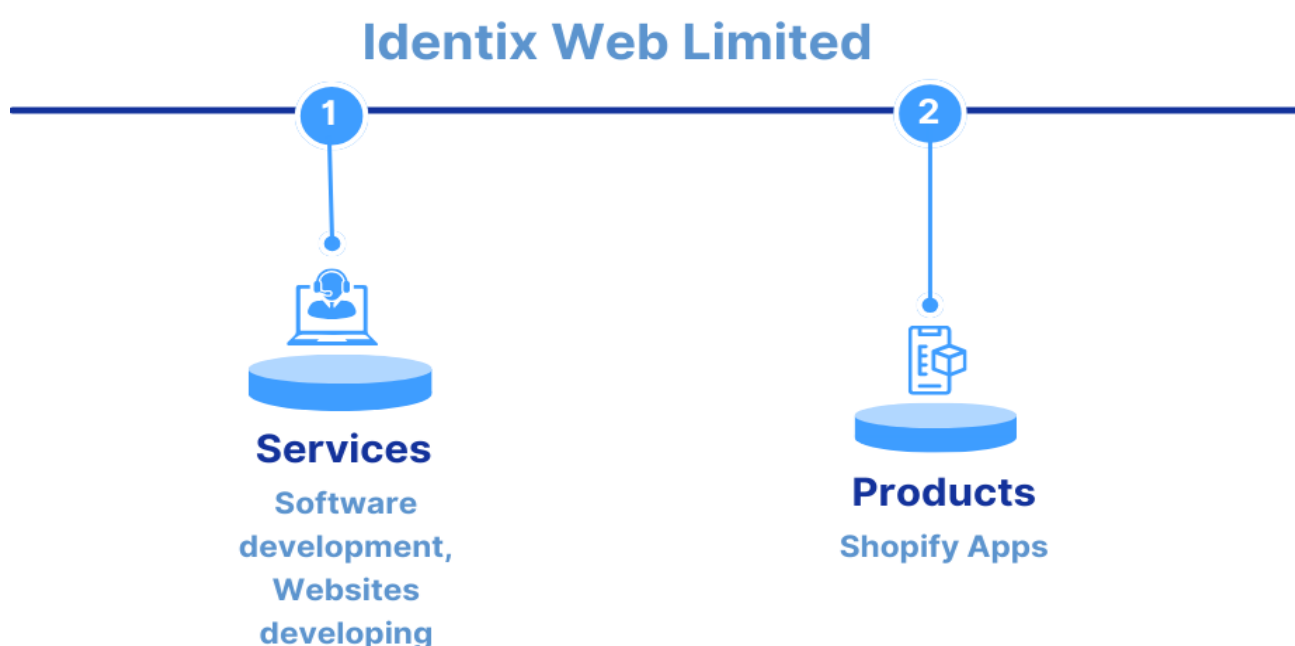 Identix Web Limited
1
2
Services
Software
development,
Websites
developing
Products
Shopify Apps